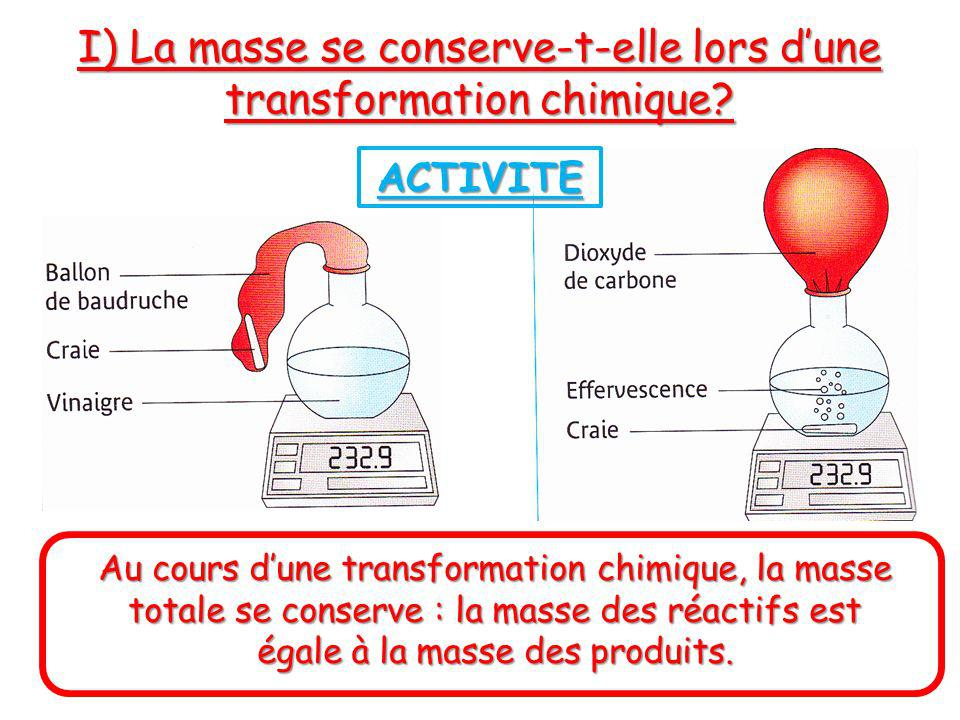 I) La masse se conserve-t-elle lors d’une
transformation chimique?
ACTIVITE
Ballon
de baudruche
Craie
Vinaigre
232.9
Dioxyde
de carbone
Effervescence
Craie
232.9
Au cours d’une transformation chimique, la masse
totale se conserve : la masse des réactifs est
égale à la masse des produits.